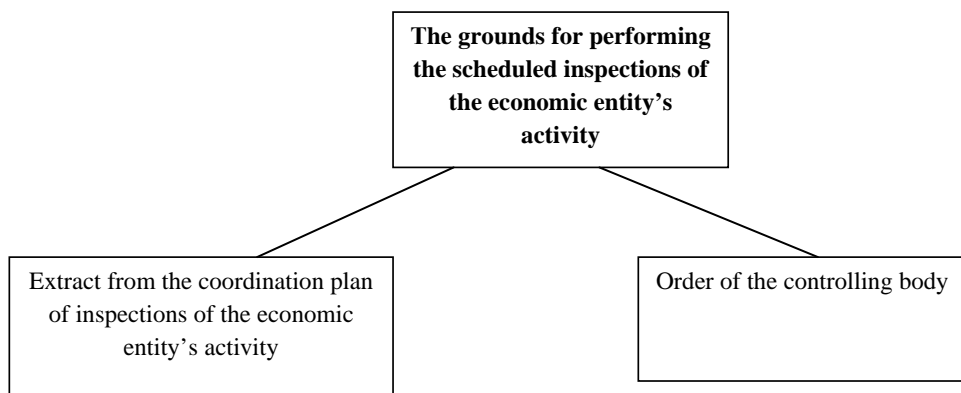 The grounds for performing
the scheduled inspections of
the economic entity’s
activity
Extract from the coordination plan
of inspections of the economic
entity’s activity
Order of the controlling body